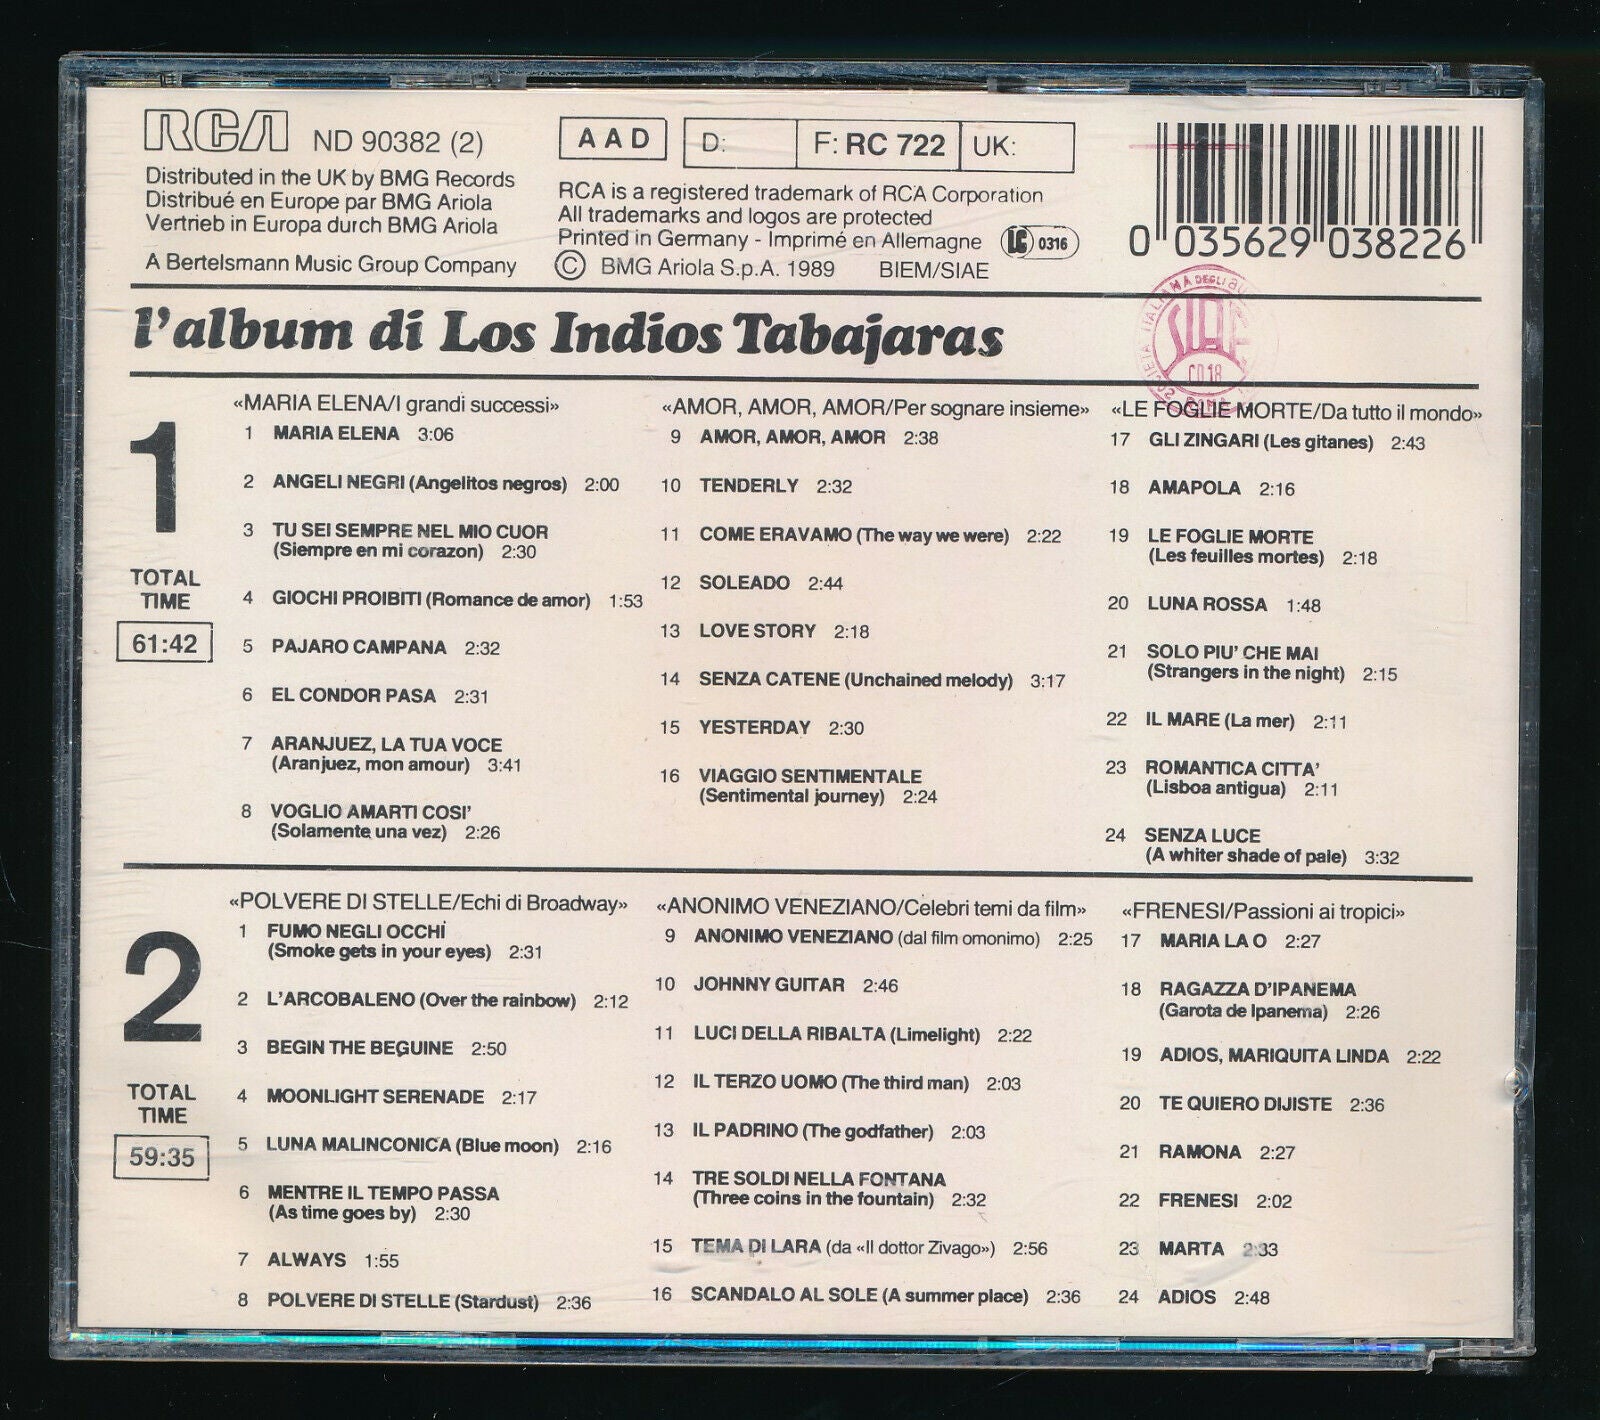 RCA ND 90382 (2)
Distributed in the UK by BMG Records
Distribué en Europe par BMG Ariola
Vertrieb in Europa durch BMG Ariola
A Bertelsmann Music Group Company
AAD
D:
F: RC 722
UK:
RCA is a registered trademark of RCA Corporation
All trademarks and logos are protected
Printed in Germany - Imprimé en Allemagne LC 0316
© BMG Ariola S.p.A. 1989 BIEM/SIAE
0 035629 038226
l'album di Los Indios Tabajaras
SIAE
CD18
ROMA
1
TOTAL
TIME
61:42
«MARIA ELENA/I grandi successi»
1 MARIA ELENA 3:06
2 ANGELI NEGRI (Angelitos negros) 2:00
3 TU SEI SEMPRE NEL MIO CUOR
(Siempre en mi corazon) 2:30
4 GIOCHI PROIBITI (Romance de amor) 1:53
5 PAJARO CAMPANA 2:32
6 EL CONDOR PASA 2:31
7 ARANJUEZ, LA TUA VOCE
(Aranjuez, mon amour) 3:41
8 VOGLIO AMARTI COSI'
(Solamente una vez) 2:26
«AMOR, AMOR, AMOR/Per sognare insieme»
9 AMOR, AMOR, AMOR 2:38
10 TENDERLY 2:32
11 COME ERAVAMO (The way we were) 2:22
12 SOLEADO 2:44
13 LOVE STORY 2:18
14 SENZA CATENE (Unchained melody) 3:17
15 YESTERDAY 2:30
16 VIAGGIO SENTIMENTALE
(Sentimental journey) 2:24
«LE FOGLIE MORTE/Da tutto il mondo»
17 GLI ZINGARI (Les gitanes) 2:43
18 AMAPOLA 2:16
19 LE FOGLIE MORTE
(Les feuilles mortes) 2:18
20 LUNA ROSSA 1:48
21 SOLO PIU' CHE MAI
(Strangers in the night) 2:15
22 IL MARE (La mer) 2:11
23 ROMANTICA CITTA'
(Lisboa antigua) 2:11
24 SENZA LUCE
(A whiter shade of pale) 3:32
2
TOTAL
TIME
59:35
«POLVERE DI STELLE/Echi di Broadway»
1 FUMO NEGLI OCCHI
(Smoke gets in your eyes) 2:31
2 L'ARCOBALENO (Over the rainbow) 2:12
3 BEGIN THE BEGUINE 2:50
4 MOONLIGHT SERENADE 2:17
5 LUNA MALINCONICA (Blue moon) 2:16
6 MENTRE IL TEMPO PASSA
(As time goes by) 2:30
7 ALWAYS 1:55
8 POLVERE DI STELLE (Stardust) 2:36
«ANONIMO VENEZIANO/Celebri temi da film»
9 ANONIMO VENEZIANO (dal film omonimo) 2:25
10 JOHNNY GUITAR 2:46
11 LUCI DELLA RIBALTA (Limelight) 2:22
12 IL TERZO UOMO (The third man) 2:03
13 IL PADRINO (The godfather) 2:03
14 TRE SOLDI NELLA FONTANA
(Three coins in the fountain) 2:32
15 TEMA DI LARA (da «Il dottor Zivago») 2:56
16 SCANDALO AL SOLE (A summer place) 2:36
«FRENESI/Passioni ai tropici»
17 MARIA LA O 2:27
18 RAGAZZA D'IPANEMA
(Garota de Ipanema) 2:26
19 ADIOS, MARIQUITA LINDA 2:22
20 TE QUIERO DIJISTE 2:36
21 RAMONA 2:27
22 FRENESI 2:02
23 MARTA 2:33
24 ADIOS 2:48